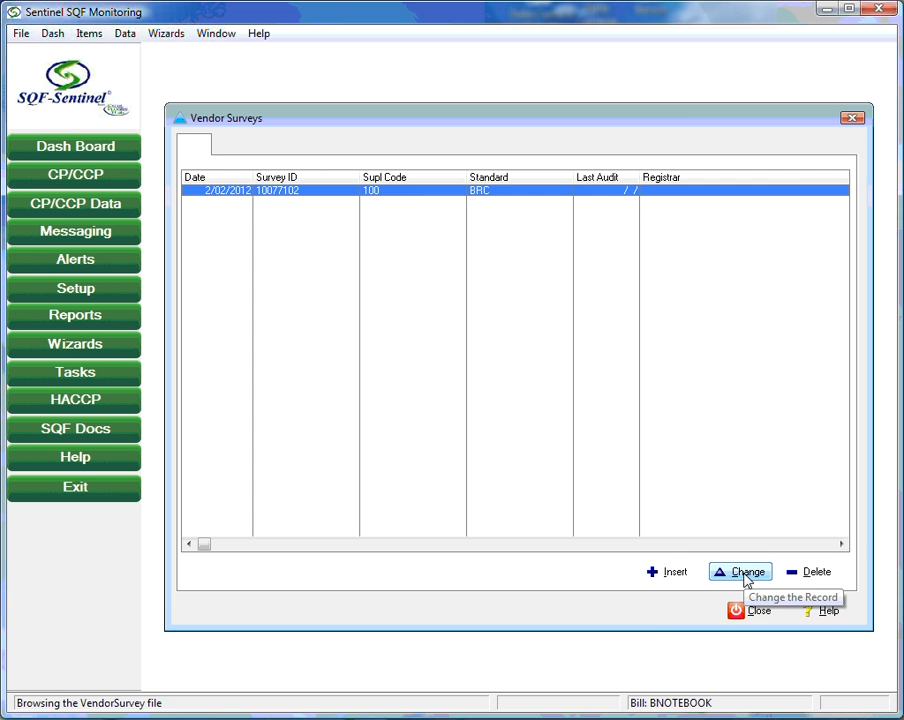 Sentinel SQF Monitoring
File Dash Items Data Wizards Window Help
SQF-Sentinel
Dash Board
CP/CCP
CP/CCP Data
Messaging
Alerts
Setup
Reports
Wizards
Tasks
HACCP
SQF Docs
Help
Exit
Vendor Surveys
Date Survey ID Supl Code Standard Last Audit Registrar
2/02/2012 10077102 100 BRC / /
Insert Change Delete
Change the Record
Close Help
Browsing the VendorSurvey file Bill: BNOTEBOOK